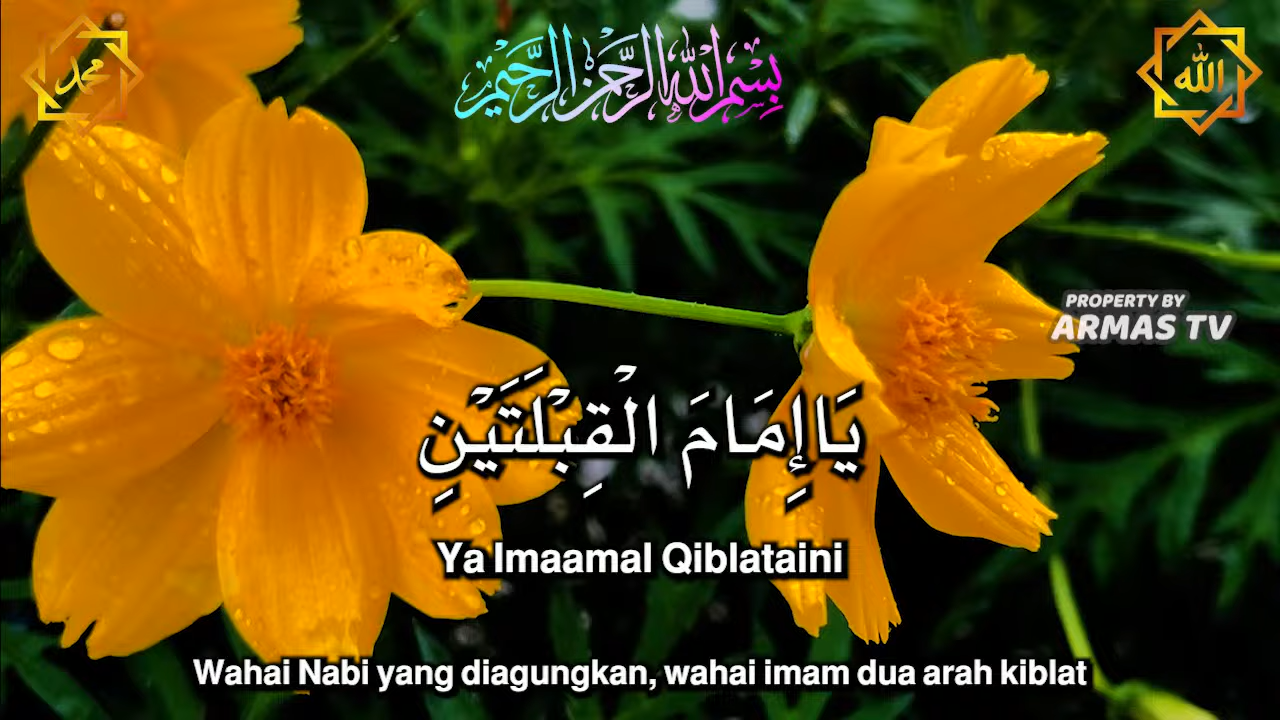 محمد
بِسْمِ اللهِ الرَّحْمٰنِ الرَّحِيْمِ
الله
PROPERTY BY
ARMAS TV
يَاإِمَامَ الْقِبْلَتَيْنِ
Ya Imaamal Qiblataini
Wahai Nabi yang diagungkan, wahai imam dua arah kiblat